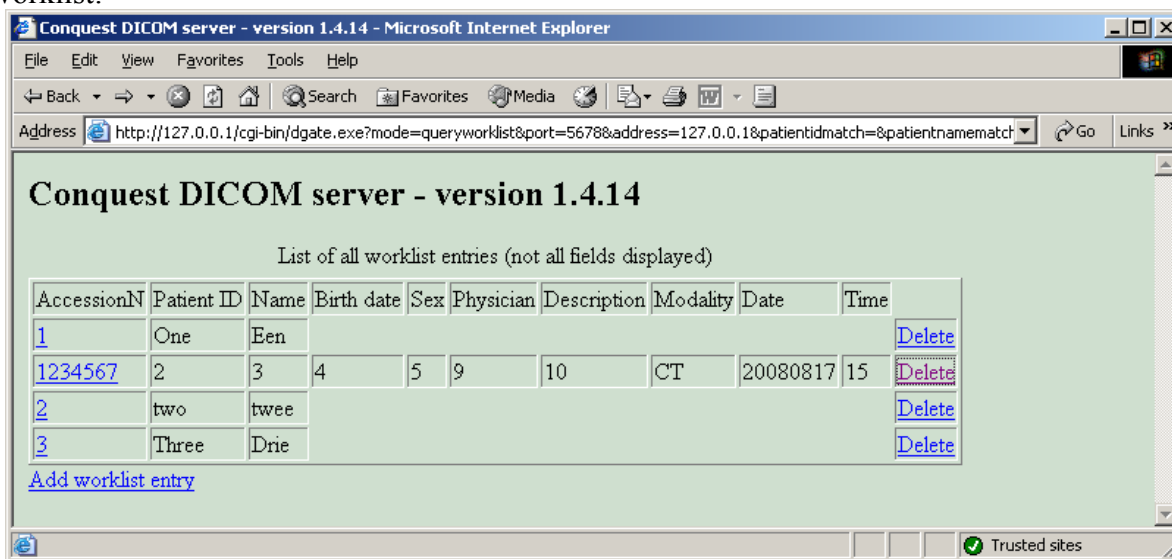 worklist:
Conquest DICOM server - version 1.4.14 - Microsoft Internet Explorer
File Edit View Favorites Tools Help
Back Search Favorites Media
Address http://127.0.0.1/cgi-bin/dgate.exe?mode=queryworklist&port=5678&address=127.0.0.1&patientidmatch=&patientnamematch Go Links »
Conquest DICOM server - version 1.4.14
List of all worklist entries (not all fields displayed)
AccessionN Patient ID Name Birth date Sex Physician Description Modality Date Time
1 One Een Delete
1234567 2 3 4 5 9 10 CT 20080817 15 Delete
2 two twee Delete
3 Three Drie Delete
Add worklist entry
Trusted sites